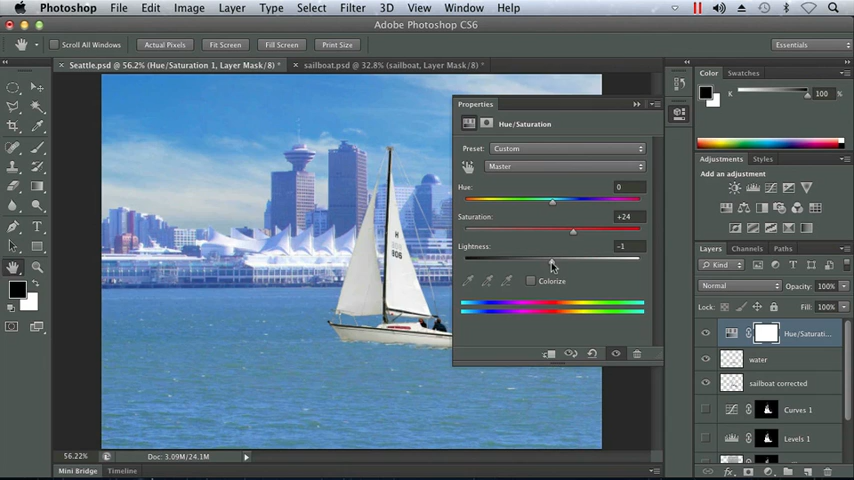 Photoshop File Edit Image Layer Type Select Filter 3D View Window Help
Adobe Photoshop CS6
Scroll All Windows Actual Pixels Fit Screen Fill Screen Print Size Essentials
Seattle.psd @ 56.2% (Hue/Saturation 1, Layer Mask/8) * sailboat.psd @ 32.8% (sailboat, Layer Mask/8) *
Color Swatches
K 100 %
Properties
Hue/Saturation
Preset: Custom
Master
Hue: 0
Saturation: +24
Lightness: -1
Colorize
Adjustments Styles
Add an adjustment
Layers Channels Paths
Kind
Normal Opacity: 100%
Lock: Fill: 100%
Hue/Saturati...
water
sailboat corrected
Curves 1
Levels 1
H
806
56.22% Doc: 3.09M/24.1M
Mini Bridge Timeline